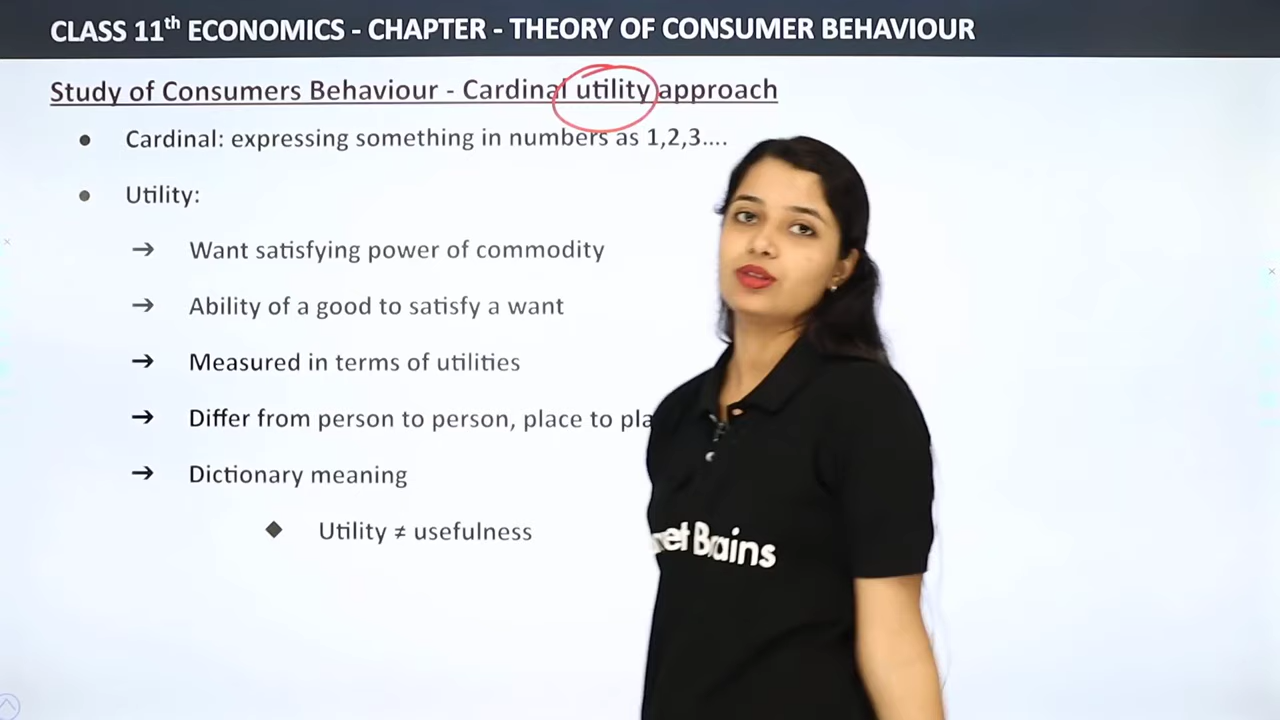 CLASS 11th ECONOMICS - CHAPTER - THEORY OF CONSUMER BEHAVIOUR
Study of Consumers Behaviour - Cardinal utility approach
● Cardinal: expressing something in numbers as 1,2,3....
● Utility:
→ Want satisfying power of commodity
→ Ability of a good to satisfy a want
→ Measured in terms of utilities
→ Differ from person to person, place to
→ Dictionary meaning
◆ Utility ≠ usefulness
Brains